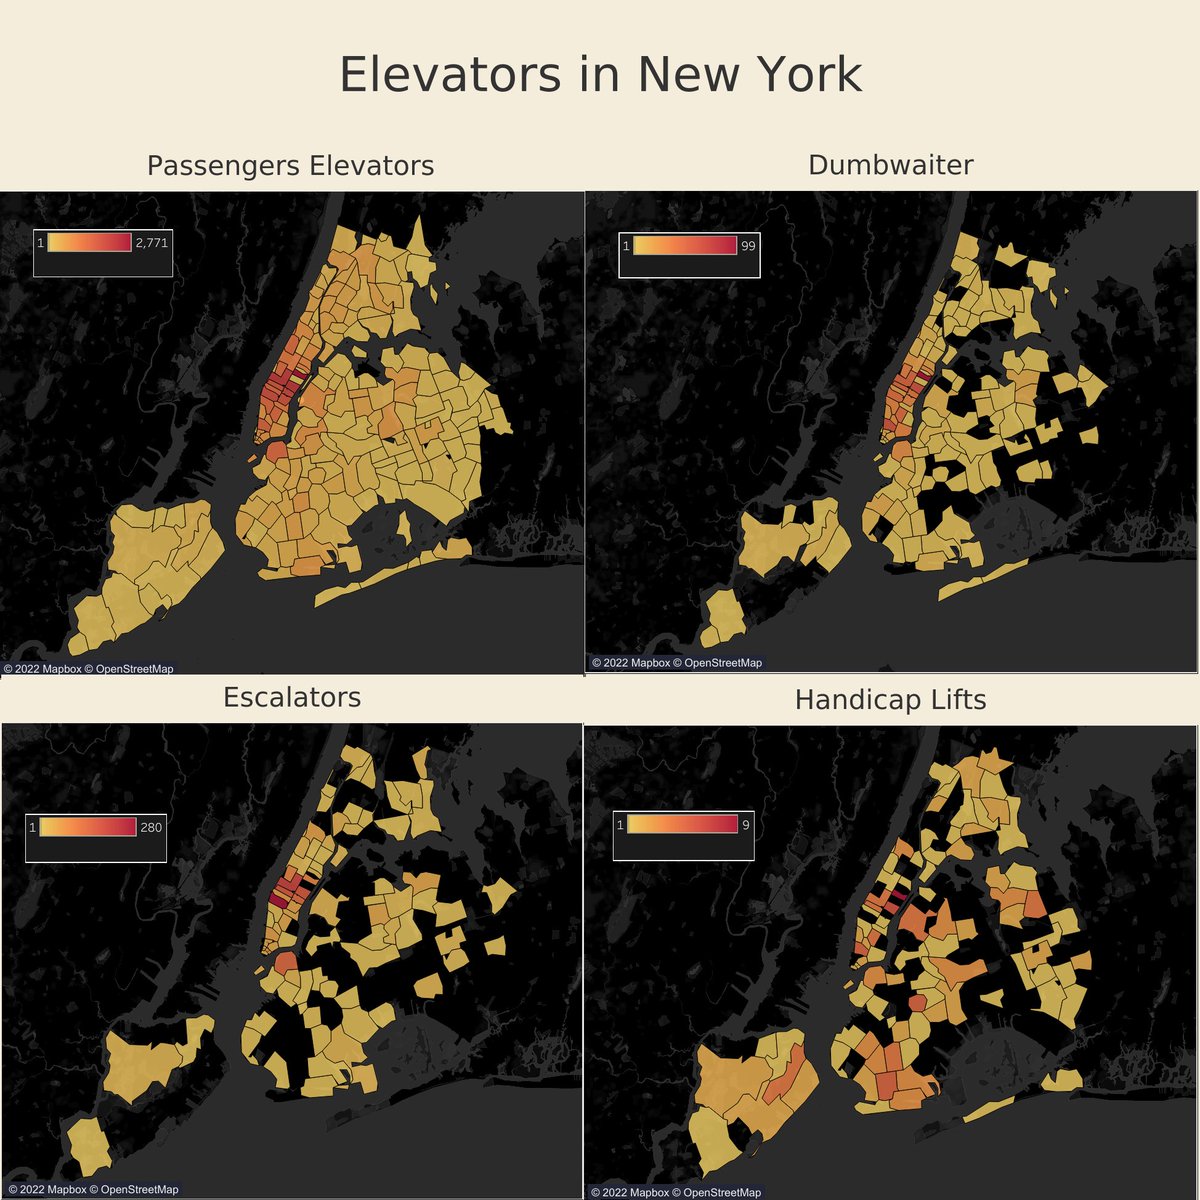 Elevators in New York
Passengers Elevators
Dumbwaiter
1 2,771
1 99
© 2022 Mapbox © OpenStreetMap
© 2022 Mapbox © OpenStreetMap
Escalators
Handicap Lifts
1 280
1 9
© 2022 Mapbox © OpenStreetMap
© 2022 Mapbox © OpenStreetMap